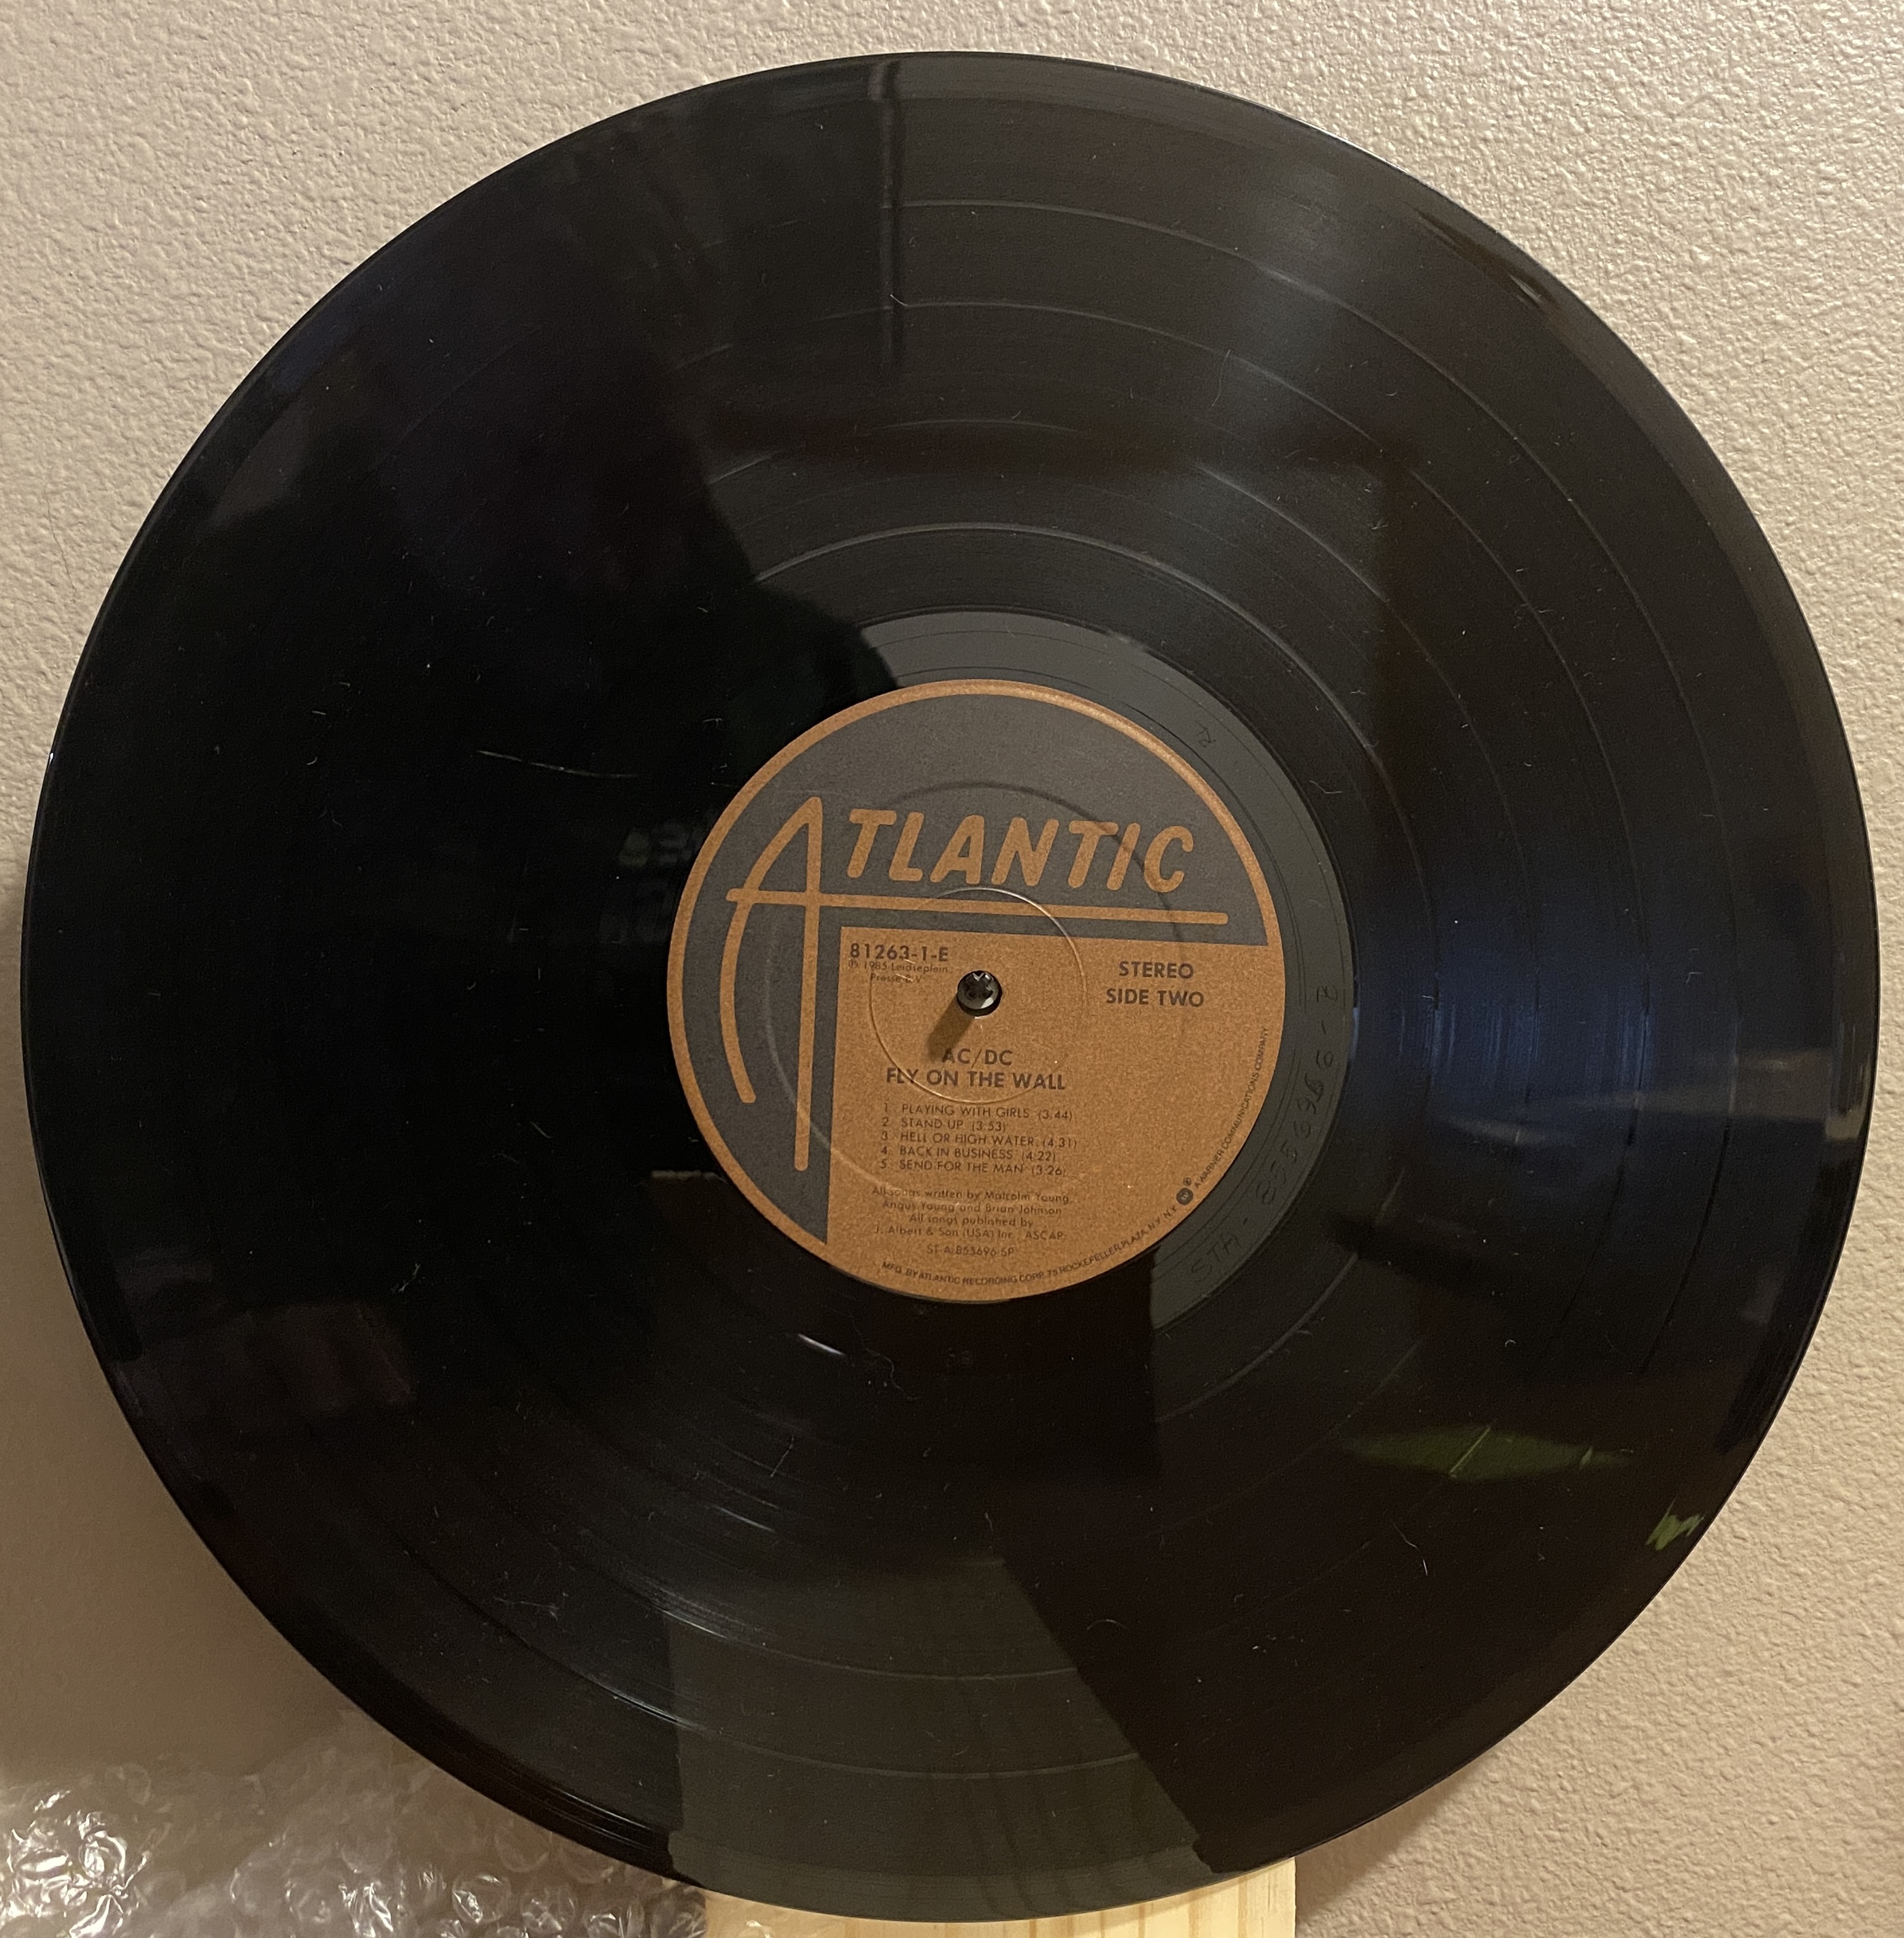 ATLANTIC
81263-1-E
℗ 1985 Leidseplein
Presse B.V.
STEREO
SIDE TWO
AC/DC
FLY ON THE WALL
1. PLAYING WITH GIRLS (3:44)
2. STAND UP (3:53)
3. HELL OR HIGH WATER (4:31)
4. BACK IN BUSINESS (4:22)
5. SEND FOR THE MAN (3:26)
All songs written by Malcolm Young,
Angus Young and Brian Johnson
All songs published by
J. Albert & Son (USA) Inc. ASCAP
ST-A-853696-SP
MFG. BY ATLANTIC RECORDING CORP. 75 ROCKEFELLER PLAZA, N.Y. N.Y. A WARNER COMMUNICATIONS COMPANY